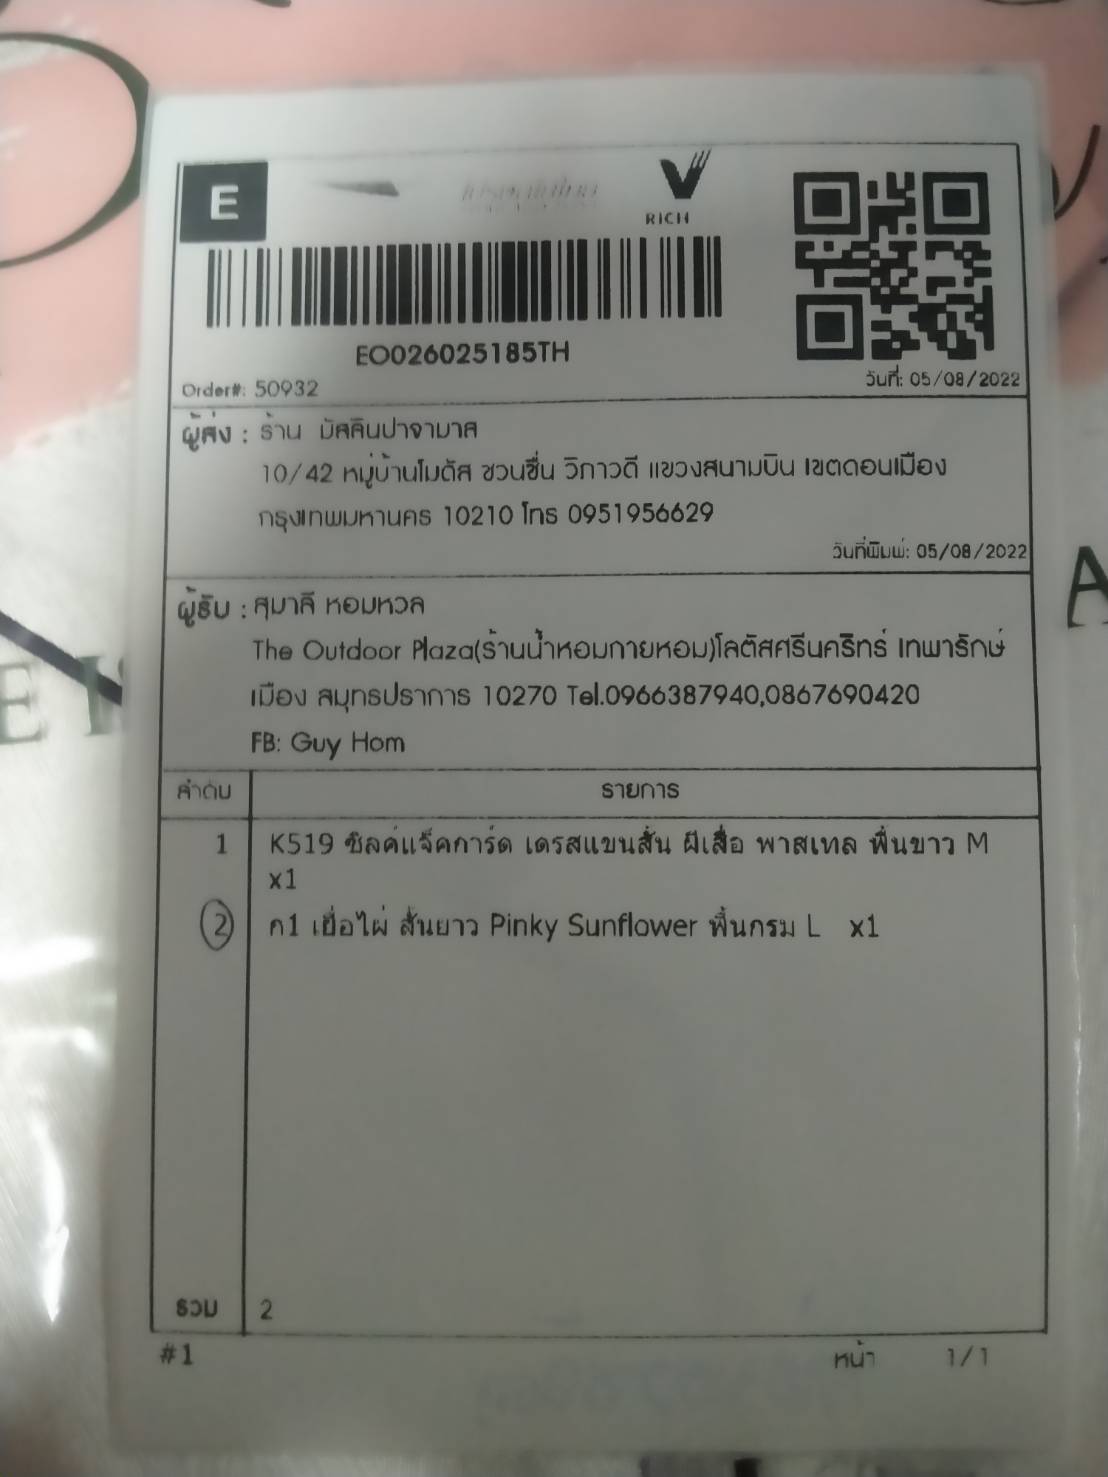 E
RICH
EO026025185TH
Order#: 50932
วันที่: 05/08/2022
ผู้ส่ง : ร้าน มัสคินปาจามาส
10/42 หมู่บ้านโมดัส ชวนชื่น วิภาวดี แขวงสนามบิน เขตดอนเมือง
กรุงเทพมหานคร 10210 โทร 0951956629
วันที่พิมพ์: 05/08/2022
ผู้รับ : สุมาลี หอมหวล
The Outdoor Plaza(ร้านน้ำหอมกายหอม)โลตัสศรีนครินทร์ เทพารักษ์
เมือง สมุทรปราการ 10270 Tel.0966387940,0867690420
FB: Guy Hom
ลำดับ รายการ
1 K519 ซิลค์แจ็คการ์ด เดรสแขนสั้น ผีเสื้อ พาสเทล พื้นขาว M
x1
2 ค1 เยื่อไผ่ สั้นยาว Pinky Sunflower พื้นกรม L x1
รวม 2
#1 หน้า 1/1